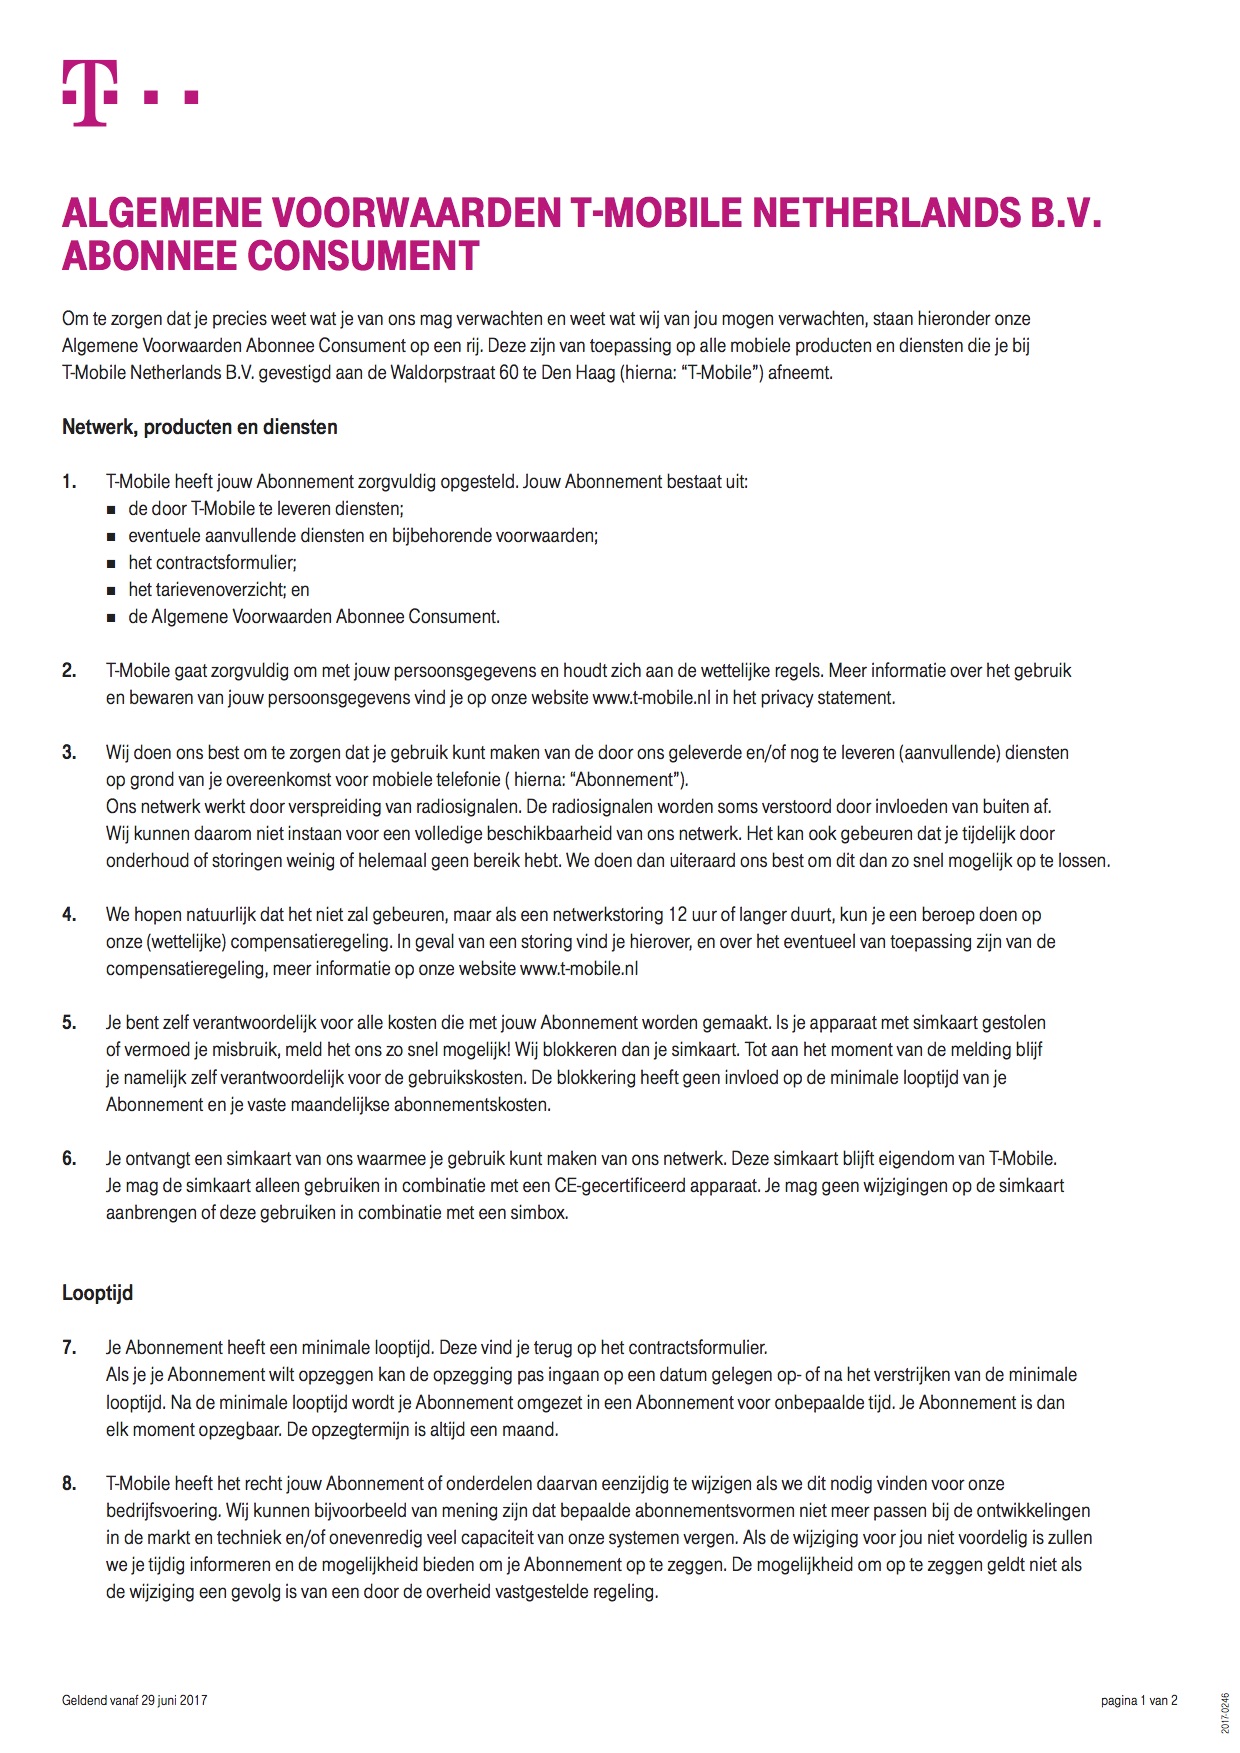 T
ALGEMENE VOORWAARDEN T-MOBILE NETHERLANDS B.V.
ABONNEE CONSUMENT
Om te zorgen dat je precies weet wat je van ons mag verwachten en weet wat wij van jou mogen verwachten, staan hieronder onze
Algemene Voorwaarden Abonnee Consument op een rij. Deze zijn van toepassing op alle mobiele producten en diensten die je bij
T-Mobile Netherlands B.V. gevestigd aan de Waldorpstraat 60 te Den Haag (hierna: “T-Mobile”) afneemt.
Netwerk, producten en diensten
1. T-Mobile heeft jouw Abonnement zorgvuldig opgesteld. Jouw Abonnement bestaat uit:
■ de door T-Mobile te leveren diensten;
■ eventuele aanvullende diensten en bijbehorende voorwaarden;
■ het contractsformulier;
■ het tarievenoverzicht; en
■ de Algemene Voorwaarden Abonnee Consument.
2. T-Mobile gaat zorgvuldig om met jouw persoonsgegevens en houdt zich aan de wettelijke regels. Meer informatie over het gebruik
en bewaren van jouw persoonsgegevens vind je op onze website www.t-mobile.nl in het privacy statement.
3. Wij doen ons best om te zorgen dat je gebruik kunt maken van de door ons geleverde en/of nog te leveren (aanvullende) diensten
op grond van je overeenkomst voor mobiele telefonie ( hierna: “Abonnement”).
Ons netwerk werkt door verspreiding van radiosignalen. De radiosignalen worden soms verstoord door invloeden van buiten af.
Wij kunnen daarom niet instaan voor een volledige beschikbaarheid van ons netwerk. Het kan ook gebeuren dat je tijdelijk door
onderhoud of storingen weinig of helemaal geen bereik hebt. We doen dan uiteraard ons best om dit dan zo snel mogelijk op te lossen.
4. We hopen natuurlijk dat het niet zal gebeuren, maar als een netwerkstoring 12 uur of langer duurt, kun je een beroep doen op
onze (wettelijke) compensatieregeling. In geval van een storing vind je hierover, en over het eventueel van toepassing zijn van de
compensatieregeling, meer informatie op onze website www.t-mobile.nl
5. Je bent zelf verantwoordelijk voor alle kosten die met jouw Abonnement worden gemaakt. Is je apparaat met simkaart gestolen
of vermoed je misbruik, meld het ons zo snel mogelijk! Wij blokkeren dan je simkaart. Tot aan het moment van de melding blijf
je namelijk zelf verantwoordelijk voor de gebruikskosten. De blokkering heeft geen invloed op de minimale looptijd van je
Abonnement en je vaste maandelijkse abonnementskosten.
6. Je ontvangt een simkaart van ons waarmee je gebruik kunt maken van ons netwerk. Deze simkaart blijft eigendom van T-Mobile.
Je mag de simkaart alleen gebruiken in combinatie met een CE-gecertificeerd apparaat. Je mag geen wijzigingen op de simkaart
aanbrengen of deze gebruiken in combinatie met een simbox.
Looptijd
7. Je Abonnement heeft een minimale looptijd. Deze vind je terug op het contractsformulier.
Als je je Abonnement wilt opzeggen kan de opzegging pas ingaan op een datum gelegen op- of na het verstrijken van de minimale
looptijd. Na de minimale looptijd wordt je Abonnement omgezet in een Abonnement voor onbepaalde tijd. Je Abonnement is dan
elk moment opzegbaar. De opzegtermijn is altijd een maand.
8. T-Mobile heeft het recht jouw Abonnement of onderdelen daarvan eenzijdig te wijzigen als we dit nodig vinden voor onze
bedrijfsvoering. Wij kunnen bijvoorbeeld van mening zijn dat bepaalde abonnementsvormen niet meer passen bij de ontwikkelingen
in de markt en techniek en/of onevenredig veel capaciteit van onze systemen vergen. Als de wijziging voor jou niet voordelig is zullen
we je tijdig informeren en de mogelijkheid bieden om je Abonnement op te zeggen. De mogelijkheid om op te zeggen geldt niet als
de wijziging een gevolg is van een door de overheid vastgestelde regeling.
Geldend vanaf 29 juni 2017
pagina 1 van 2
2017-0246